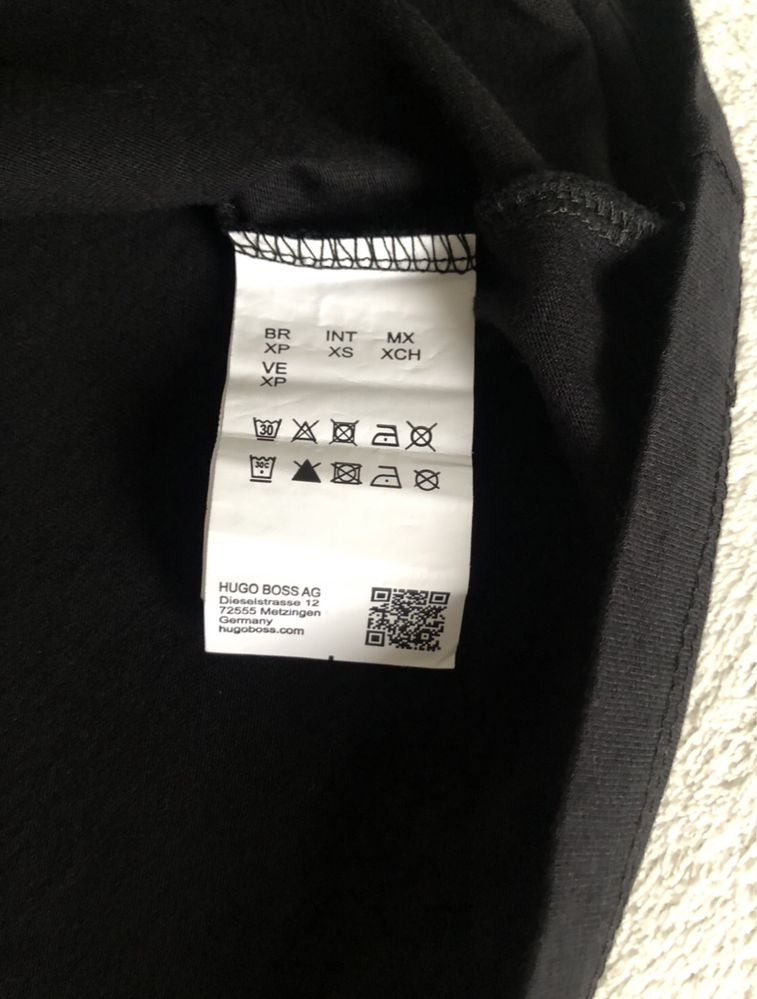 BR INT MX
XP XS XCH
VE
XP
30
30c
HUGO BOSS AG
Dieselstrasse 12
72555 Metzingen
Germany
hugoboss.com